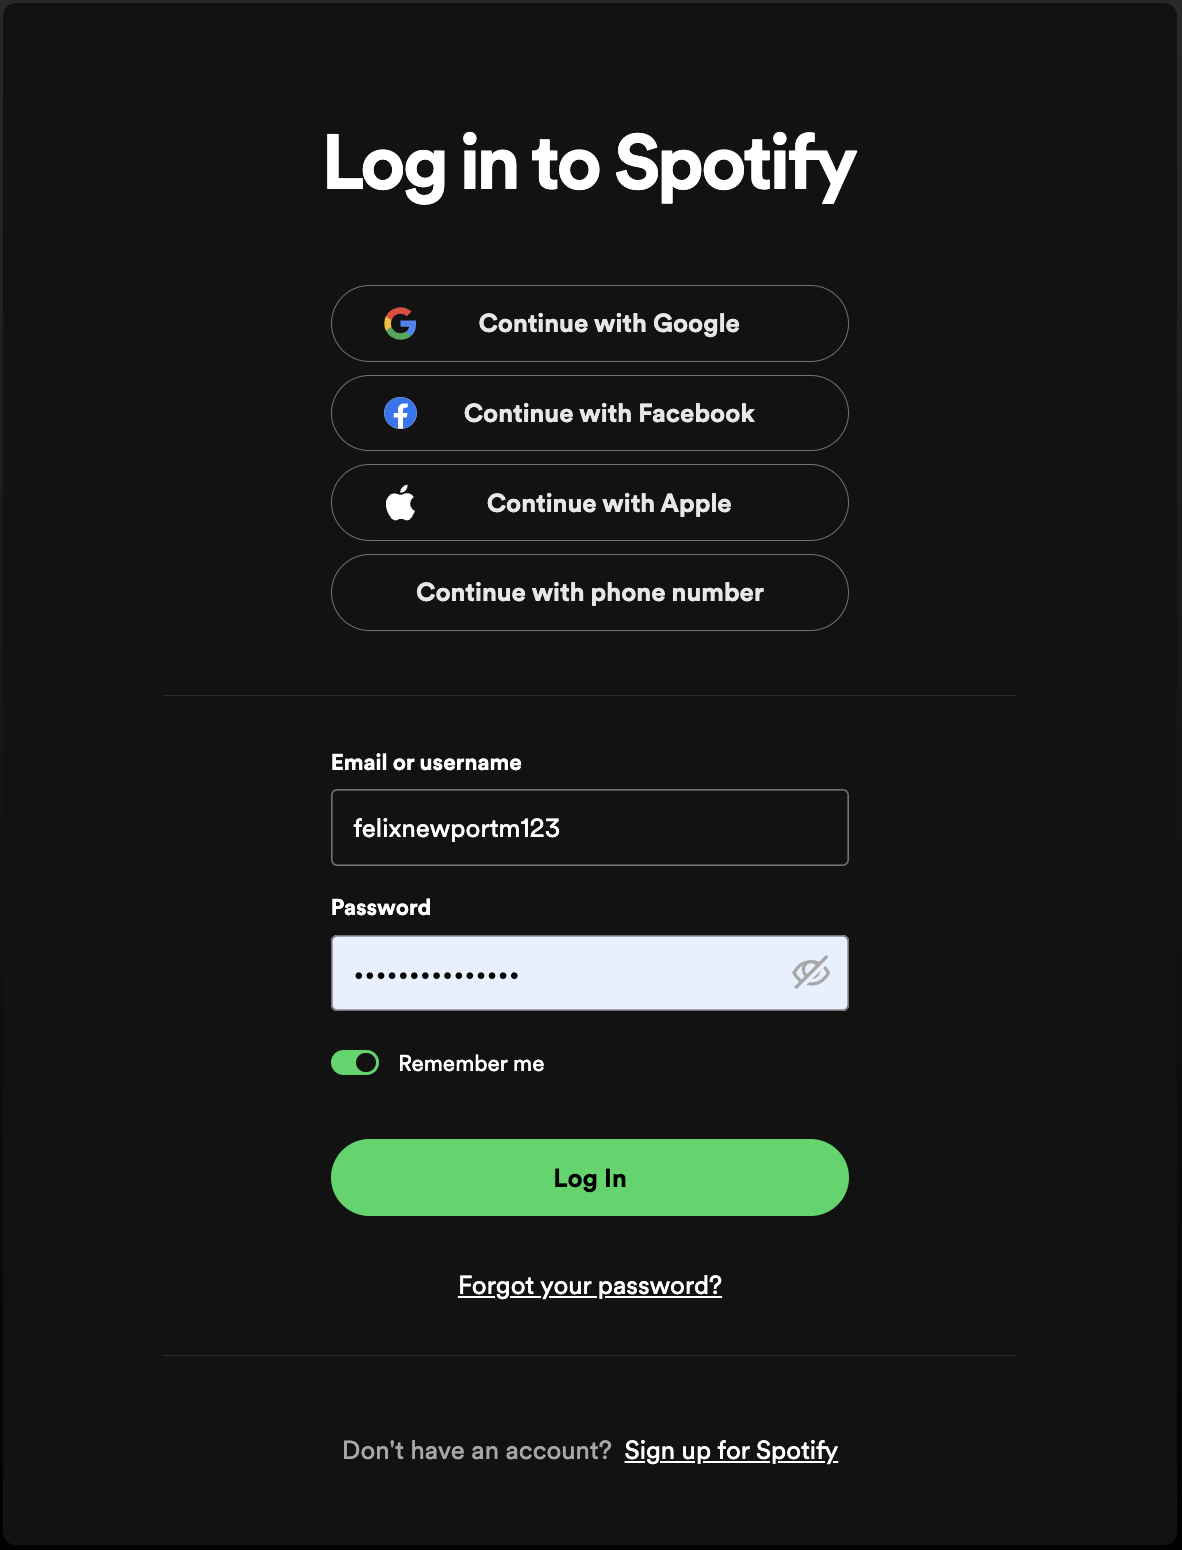 Log in to Spotify
Continue with Google
Continue with Facebook
Continue with Apple
Continue with phone number
Email or username
felixnewportm123
Password
•••••••••••••••
Remember me
Log In
Forgot your password?
Don't have an account? Sign up for Spotify